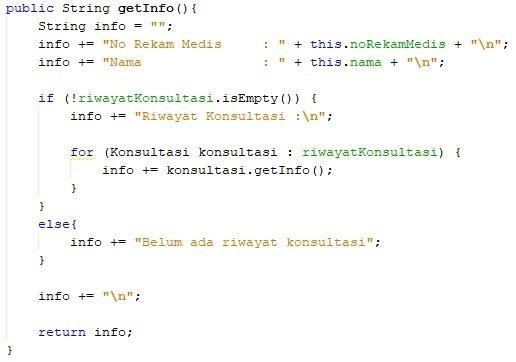 public String getInfo(){
    String info = "";
    info += "No Rekam Medis     : " + this.noRekamMedis + "\n";
    info += "Nama               : " + this.nama + "\n";

    if (!riwayatKonsultasi.isEmpty()) {
        info += "Riwayat Konsultasi :\n";

        for (Konsultasi konsultasi : riwayatKonsultasi) {
            info += konsultasi.getInfo();
        }
    }
    else{
        info += "Belum ada riwayat konsultasi";
    }

    info += "\n";

    return info;
}